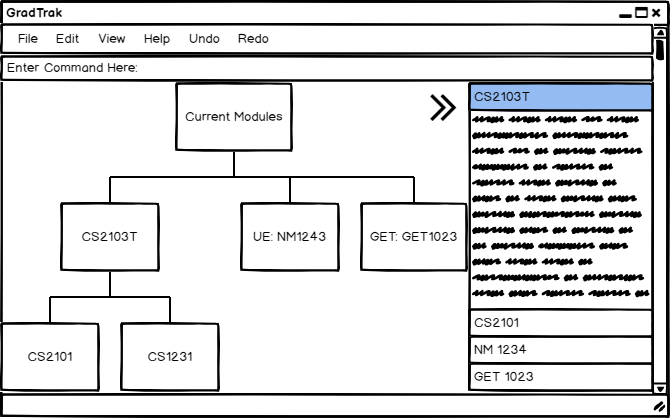 GradTrak
File Edit View Help Undo Redo
Enter Command Here:
Current Modules
CS2103T
UE: NM1243
GET: GET1023
CS2101
CS1231
CS2103T
CS2101
NM 1234
GET 1023